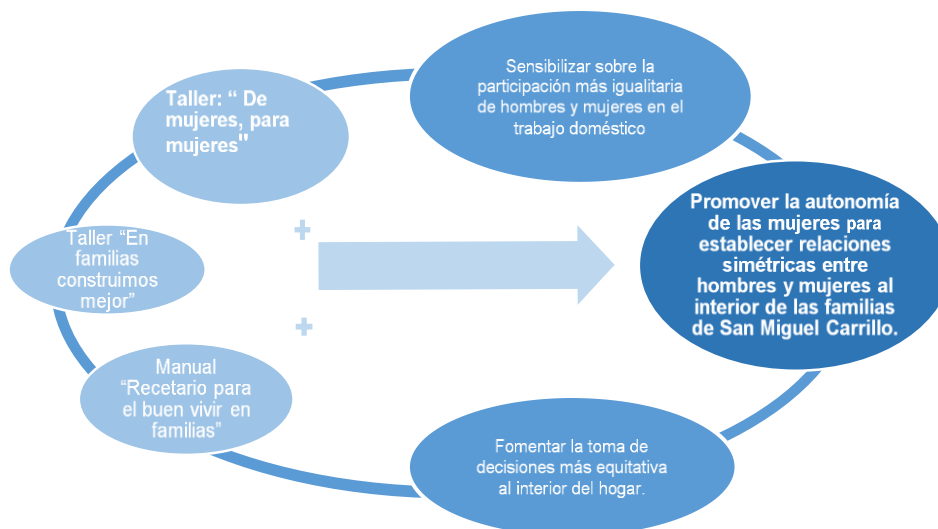 Taller: “ De
mujeres, para
mujeres"
Taller “En
familias
construimos
mejor”
Manual
“Recetario para
el buen vivir en
familias”
+
+
Sensibilizar sobre la
participación más igualitaria
de hombres y mujeres en el
trabajo doméstico
Promover la autonomía
de las mujeres para
establecer relaciones
simétricas entre
hombres y mujeres al
interior de las familias
de San Miguel Carrillo.
Fomentar la toma de
decisiones más equitativa
al interior del hogar.